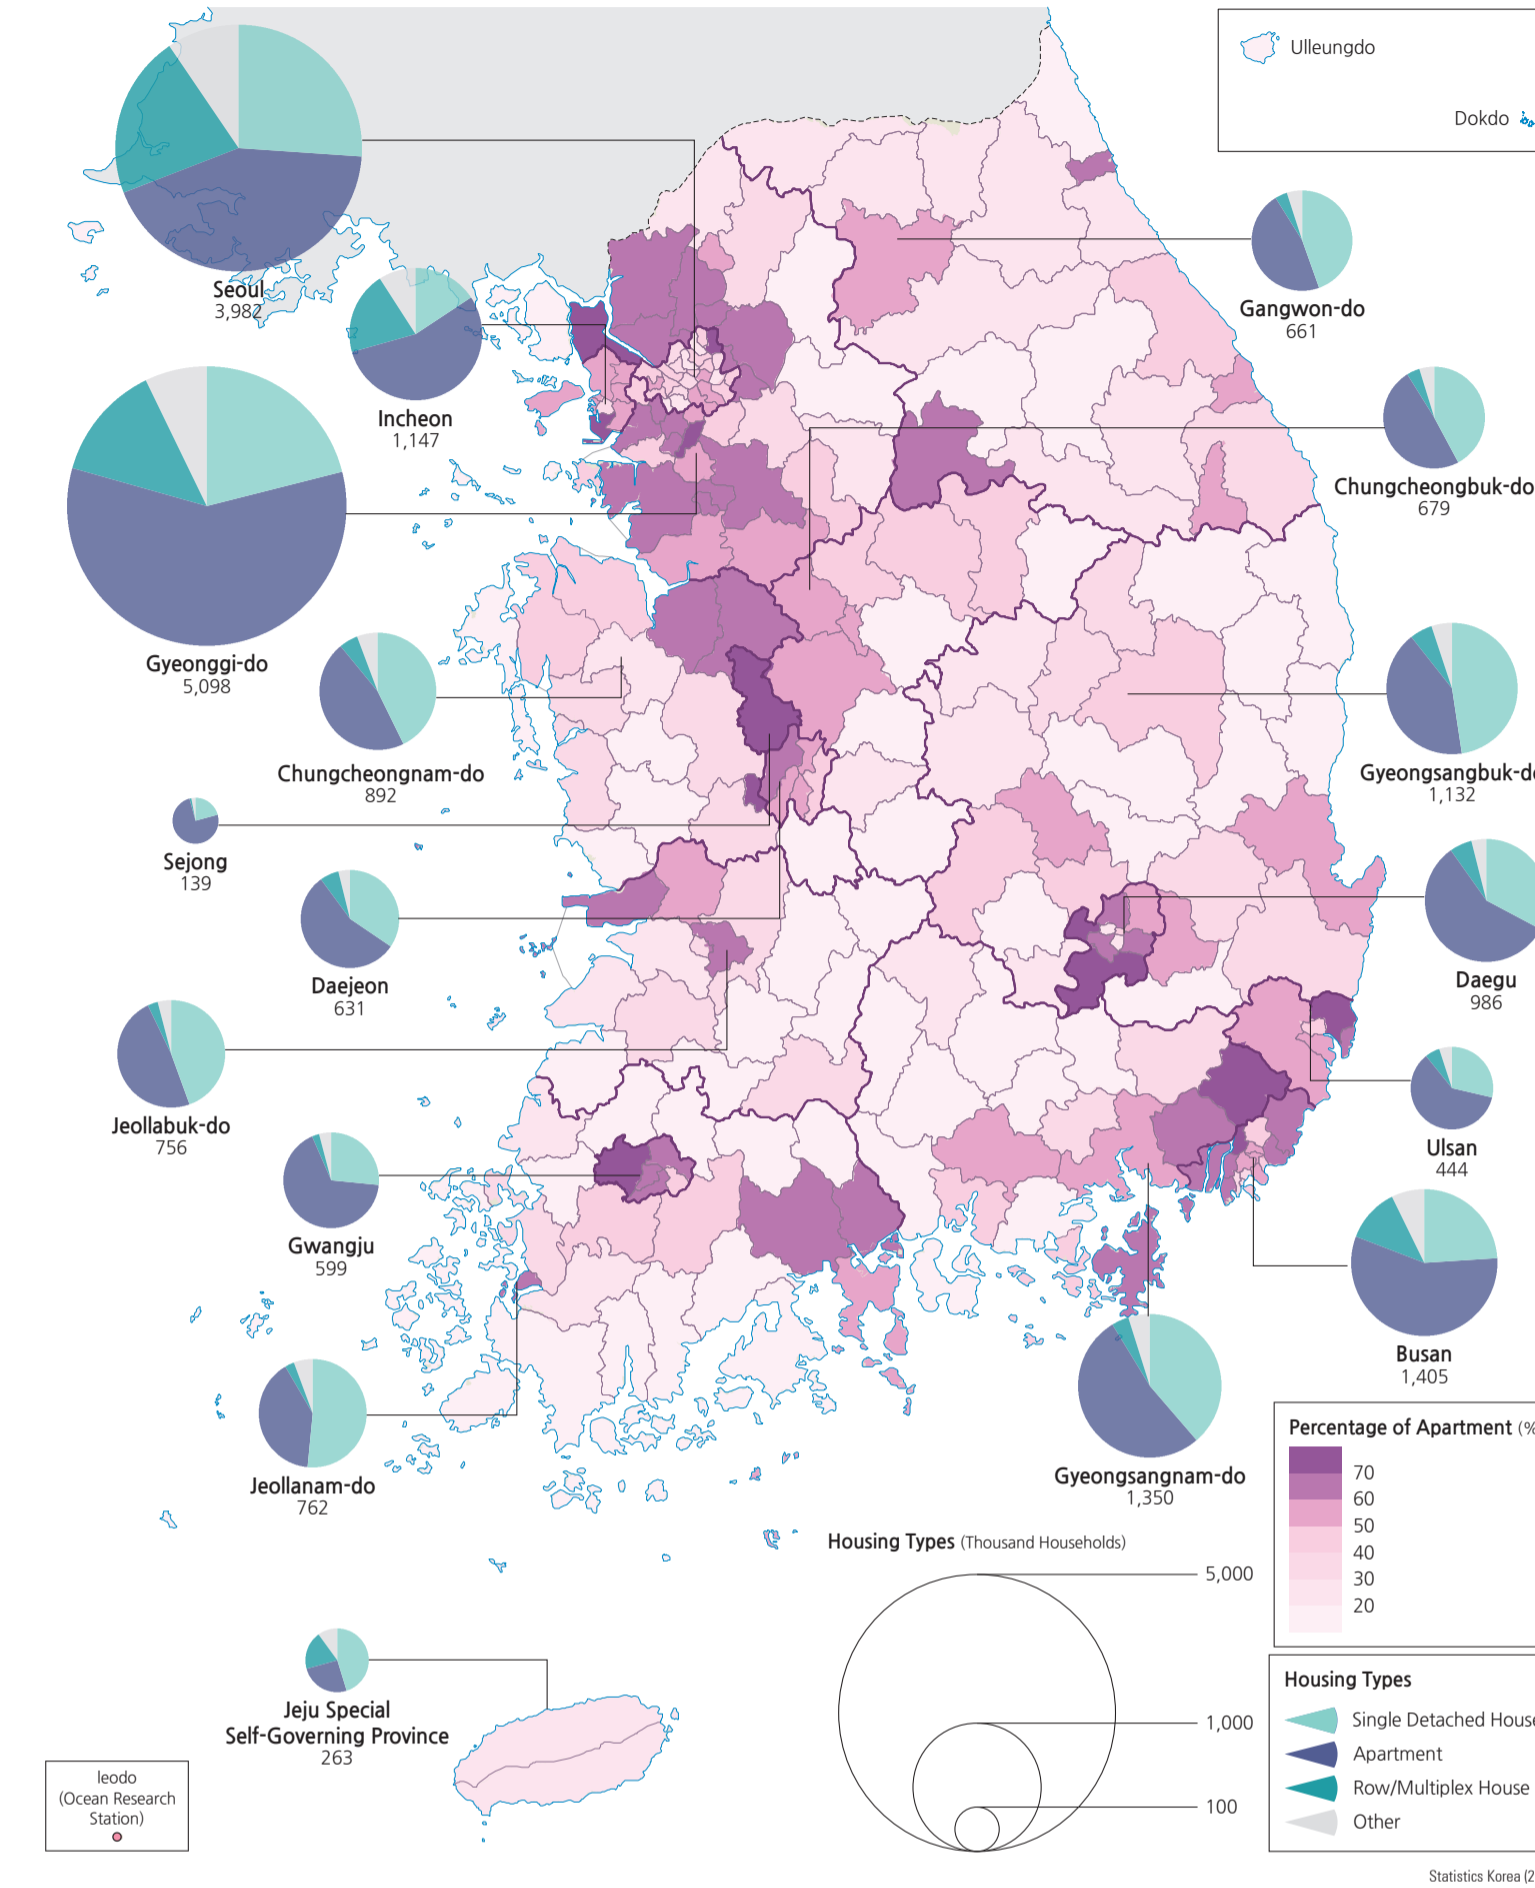 Ulleungdo
Dokdo
Seoul
3,982
Incheon
1,147
Gyeonggi-do
5,098
Chungcheongnam-do
892
Sejong
139
Daejeon
631
Jeollabuk-do
756
Gwangju
599
Jeollanam-do
762
Jeju Special
Self-Governing Province
263
Ieodo
(Ocean Research
Station)
Gangwon-do
661
Chungcheongbuk-do
679
Gyeongsangbuk-do
1,132
Daegu
986
Ulsan
444
Busan
1,405
Gyeongsangnam-do
1,350
Percentage of Apartment (%
70
60
50
40
30
20
Housing Types (Thousand Households)
5,000
1,000
100
Housing Types
Single Detached House
Apartment
Row/Multiplex House
Other
Statistics Korea (2